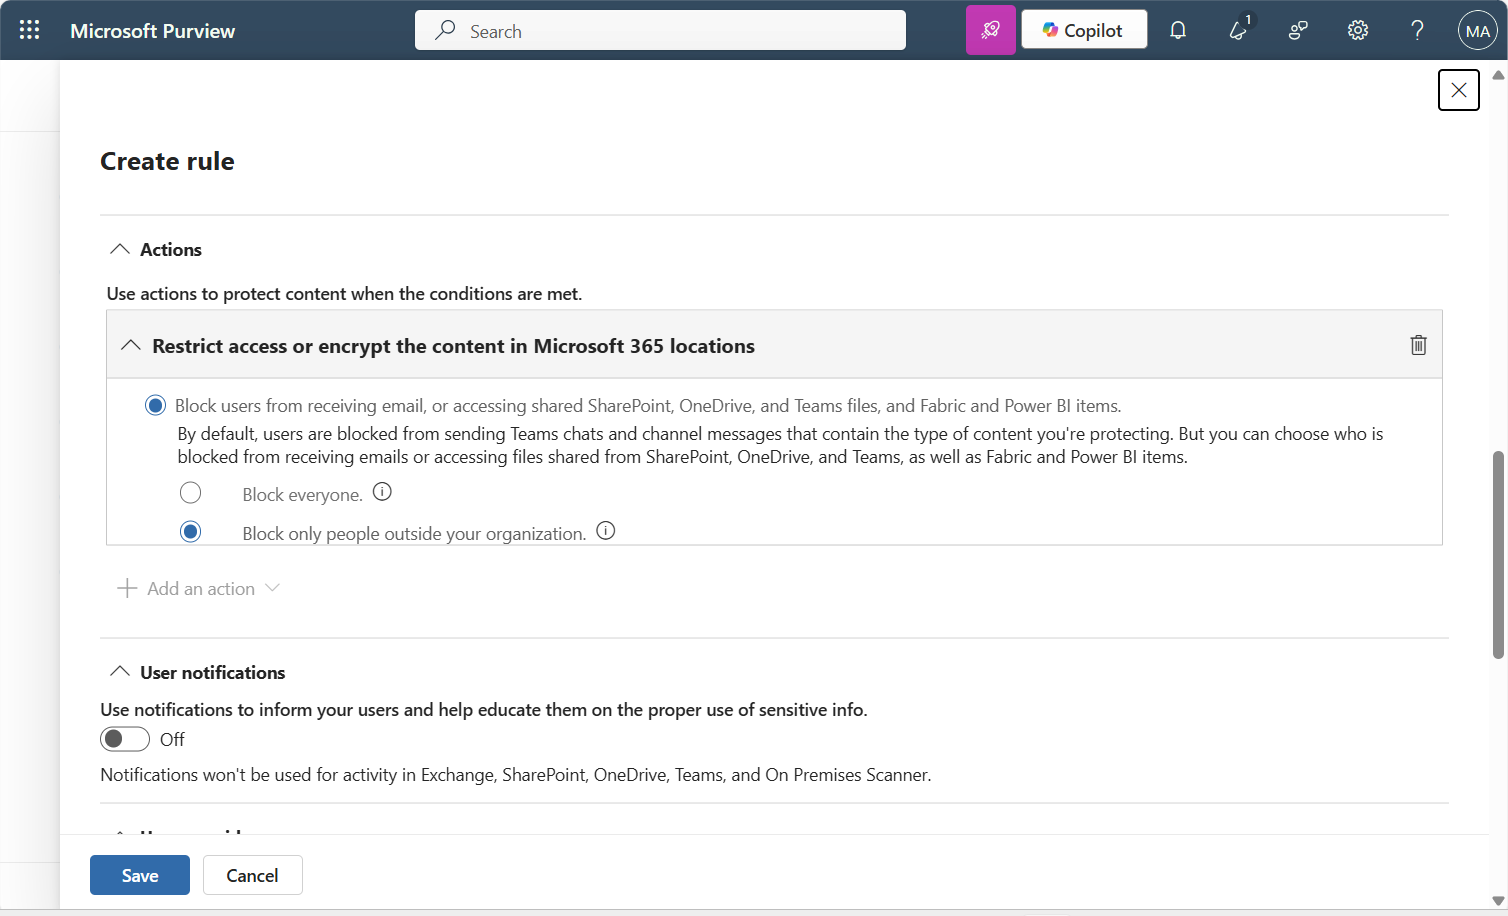 Microsoft Purview
Search
Copilot
1
MA
Create rule
Actions
Use actions to protect content when the conditions are met.
Restrict access or encrypt the content in Microsoft 365 locations
Block users from receiving email, or accessing shared SharePoint, OneDrive, and Teams files, and Fabric and Power BI items.
By default, users are blocked from sending Teams chats and channel messages that contain the type of content you're protecting. But you can choose who is
blocked from receiving emails or accessing files shared from SharePoint, OneDrive, and Teams, as well as Fabric and Power BI items.
Block everyone.
Block only people outside your organization.
Add an action
User notifications
Use notifications to inform your users and help educate them on the proper use of sensitive info.
Off
Notifications won't be used for activity in Exchange, SharePoint, OneDrive, Teams, and On Premises Scanner.
Save
Cancel